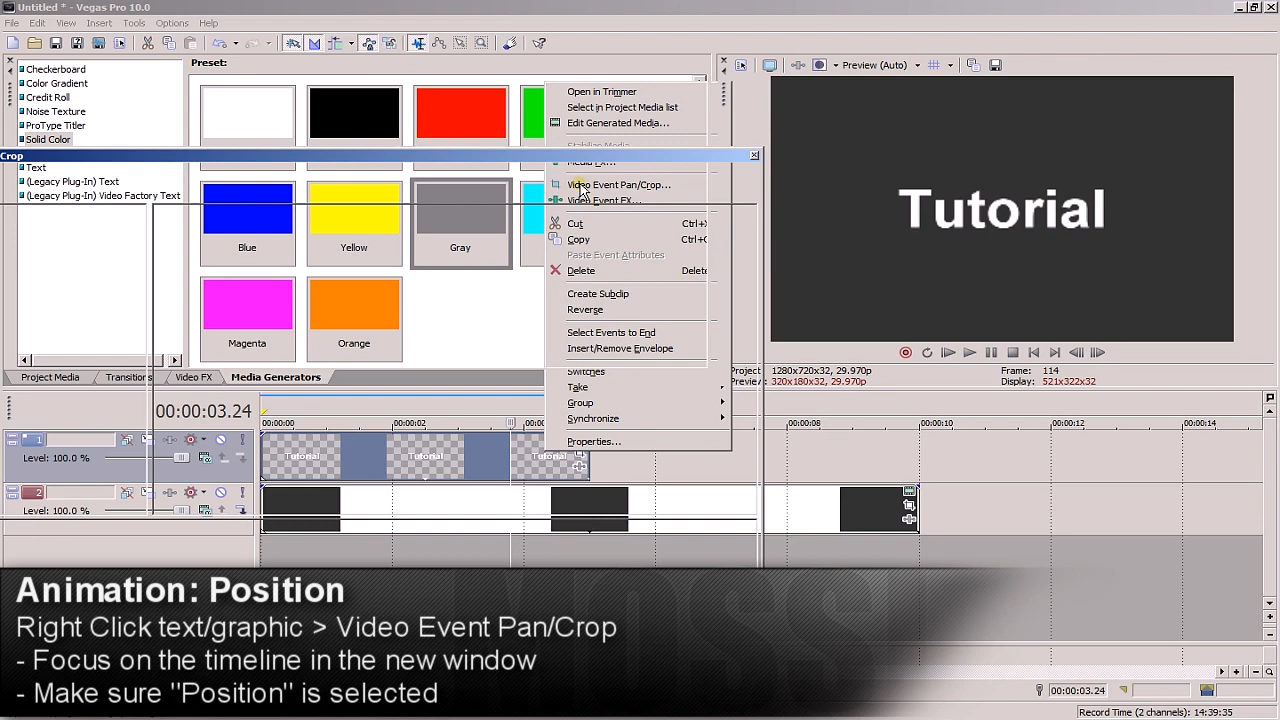 Untitled * - Vegas Pro 10.0
File Edit View Insert Tools Options Help
Preset:
Checkerboard
Color Gradient
Credit Roll
Noise Texture
ProType Titler
Solid Color
Crop
Text
(Legacy Plug-In) Text
(Legacy Plug-In) Video Factory Text
Blue
Yellow
Gray
Magenta
Orange
Project Media
Video FX
Media Generators
Open in Trimmer
Select in Project Media list
Edit Generated Media...
Stabilize Media
Media FX...
Video Event Pan/Crop...
Video Event FX...
Cut
Copy
Paste Event Attributes
Delete Delete
Create Subclip
Reverse
Select Events to End
Insert/Remove Envelope
Switches
Take
Group
Synchronize
Properties...
Preview (Auto)
Tutorial
1280x720x32, 29.970p
320x180x32, 29.970p
Frame: 114
Display: 521x322x32
00:00:03.24
00:00:00 00:00:02 00:00:08 00:00:10 00:00:12 00:00:14
1
Level: 100.0 %
Tutorial Tutorial Tutorial
2
Level: 100.0 %
Animation: Position
Right Click text/graphic > Video Event Pan/Crop
- Focus on the timeline in the new window
- Make sure "Position" is selected
00:00:03.24
Record Time (2 channels): 14:39:35